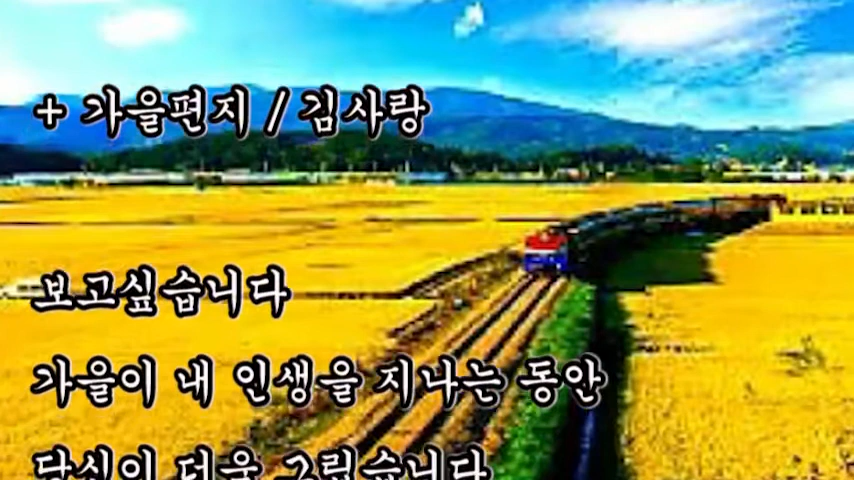 + 가을편지 / 김사랑
보고싶습니다
가을이 내 인생을 지나는 동안
당신이 더욱 그립습니다